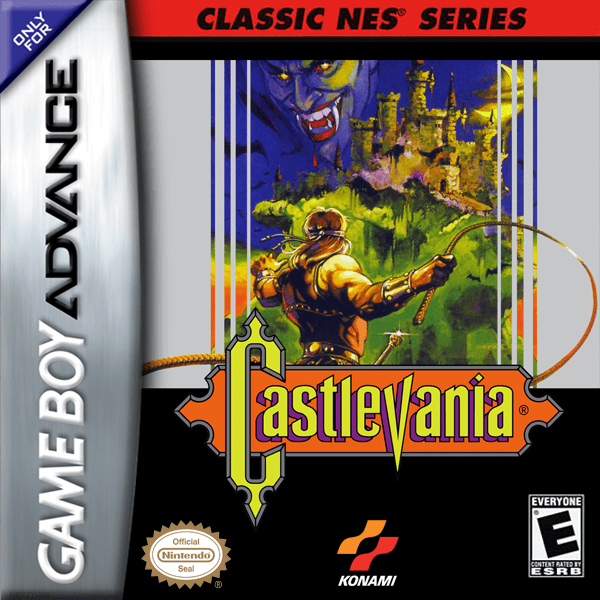 ONLY
FOR
CLASSIC NES® SERIES
GAME BOY ADVANCE
Castlevania®
Official
Nintendo
Seal
®
KONAMI
EVERYONE
E
CONTENT RATED BY
ESRB